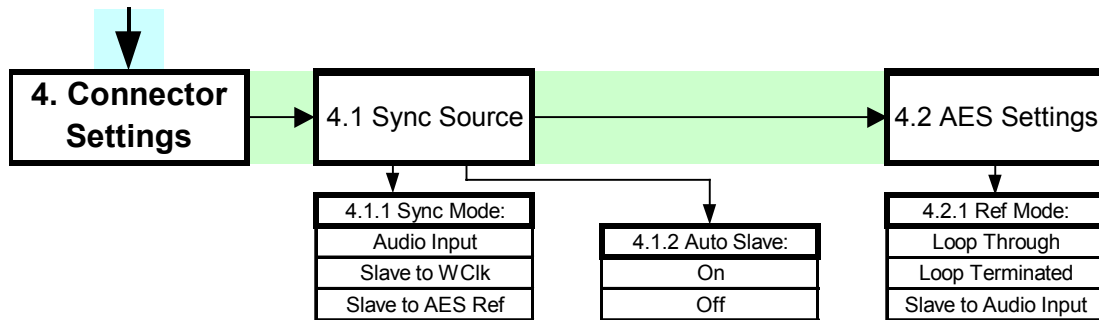 4. Connector
Settings
4.1 Sync Source
4.2 AES Settings
4.1.1 Sync Mode:
Audio Input
Slave to WClk
Slave to AES Ref
4.1.2 Auto Slave:
On
Off
4.2.1 Ref Mode:
Loop Through
Loop Terminated
Slave to Audio Input